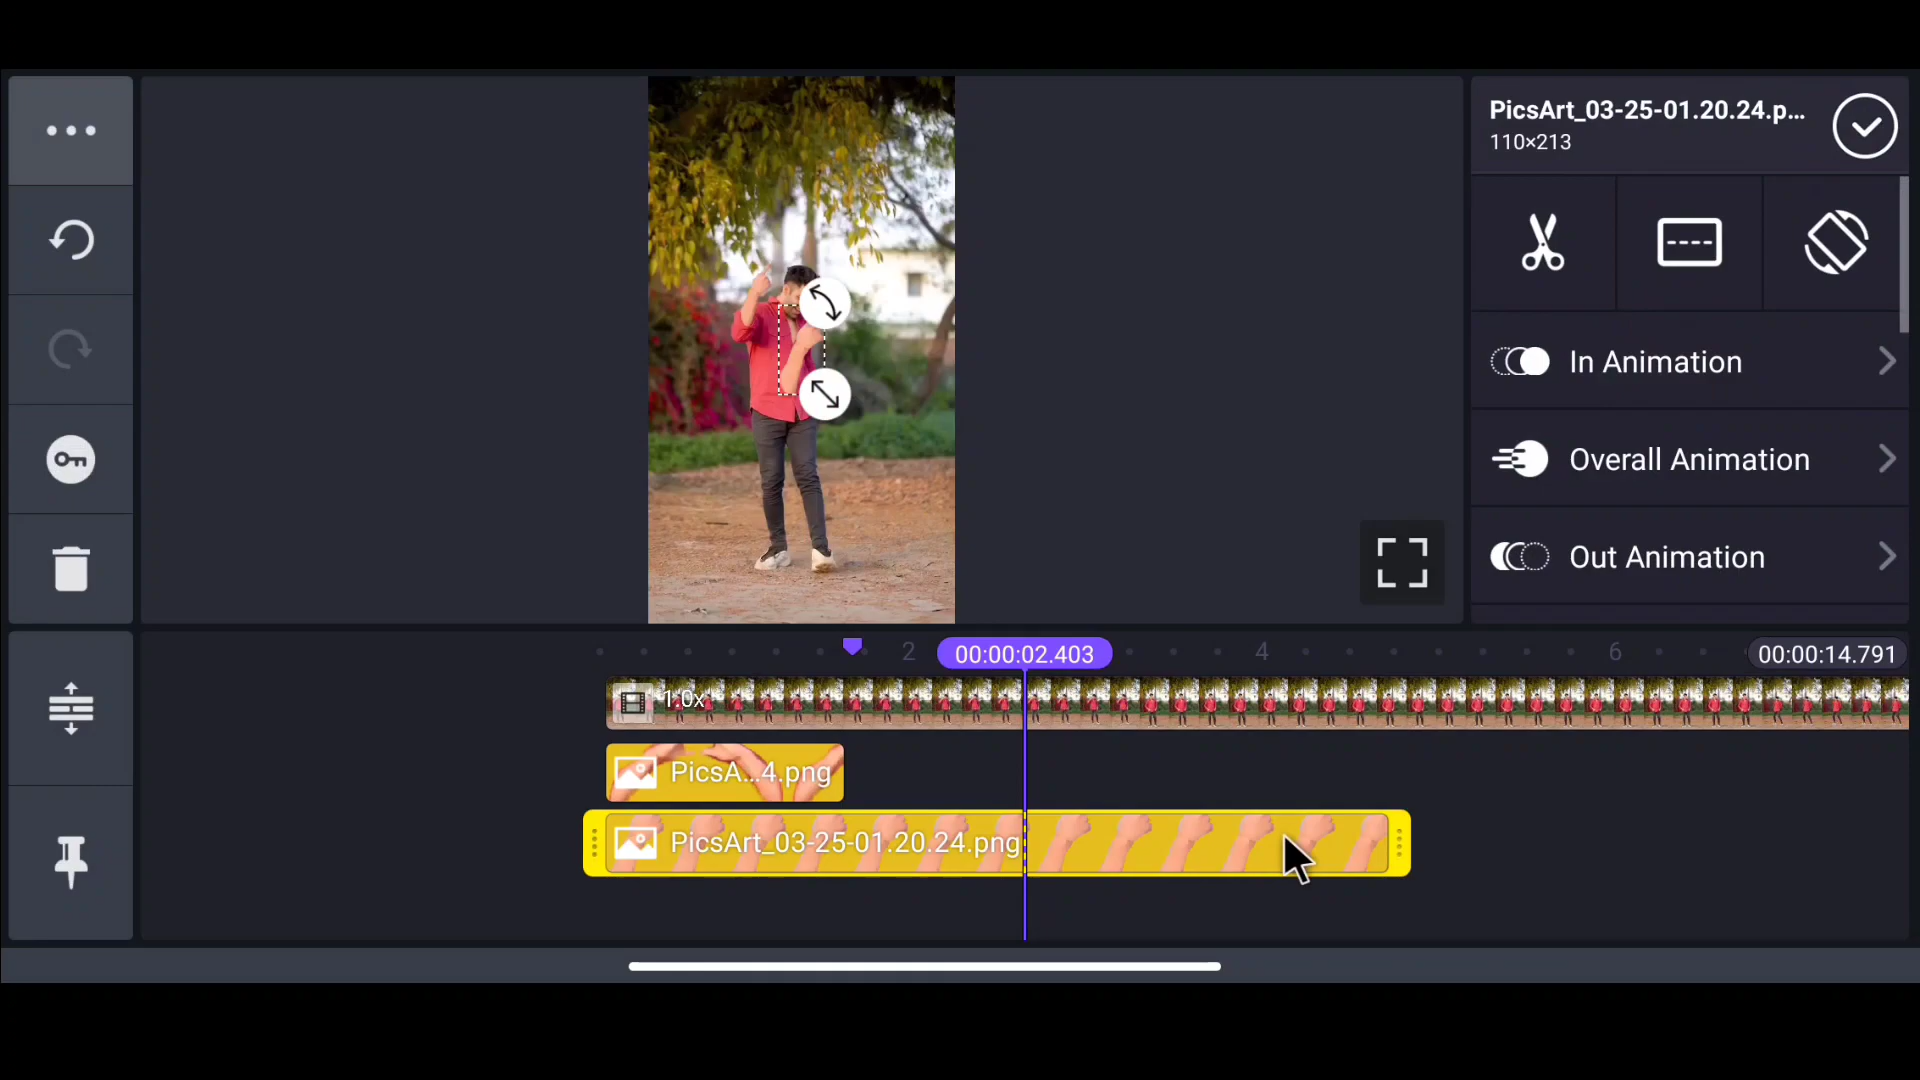 PicsArt_03-25-01.20.24.p...
110×213
In Animation
Overall Animation
Out Animation
2
00:00:02.403
4
6
00:00:14.791
1.0x
PicsA...4.png
PicsArt_03-25-01.20.24.png